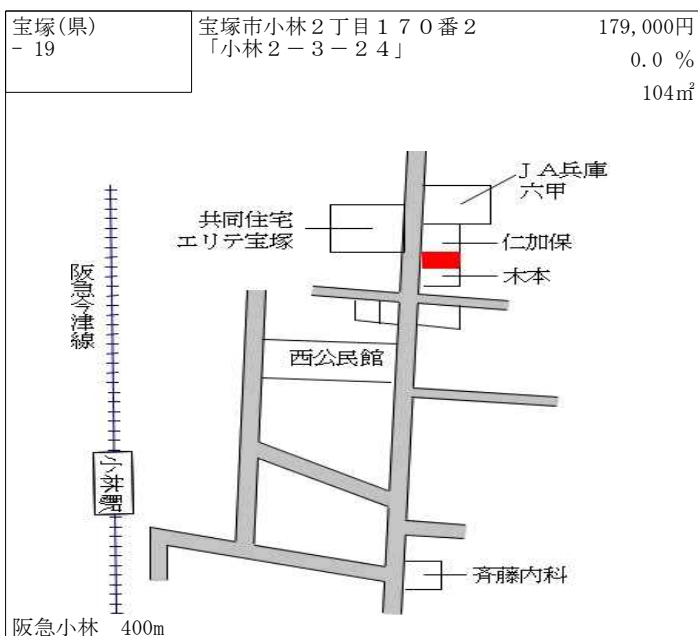 宝塚(県)
- 19
宝塚市小林２丁目１７０番２
「小林２－３－２４」
179,000円
0.0 %
104㎡
ＪＡ兵庫
六甲
共同住宅
エリテ宝塚
仁加保
木本
阪急今津線
西公民館
小林駅
斉藤内科
阪急小林 400m